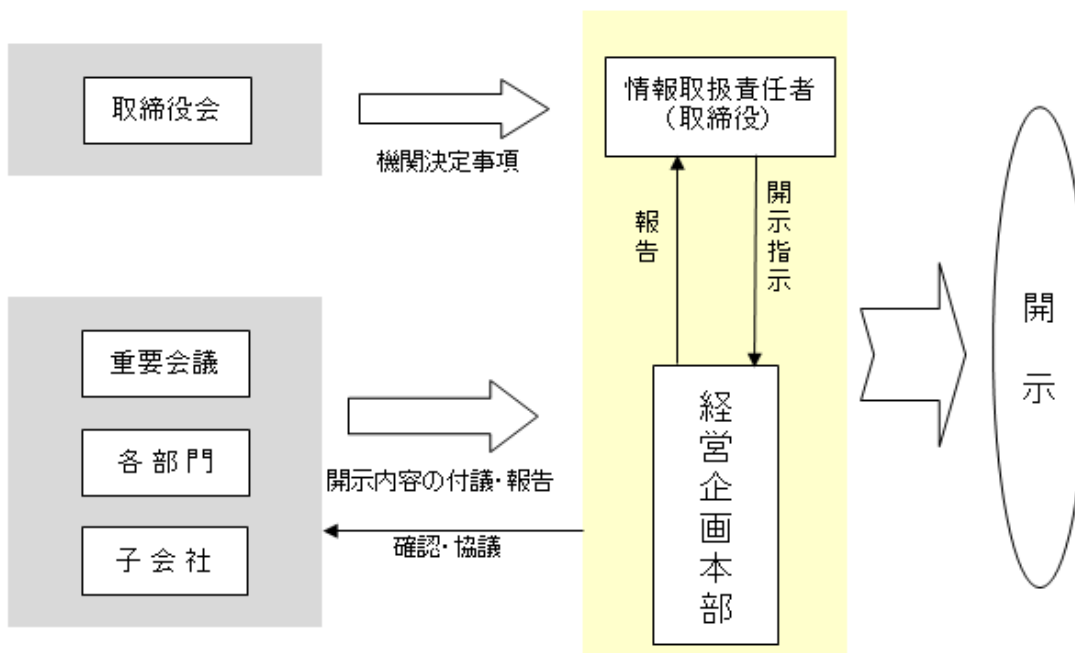 取締役会
機関決定事項
情報取扱責任者
（取締役）
報告
開示指示
重要会議
各部門
子会社
開示内容の付議・報告
確認・協議
経営企画本部
開示